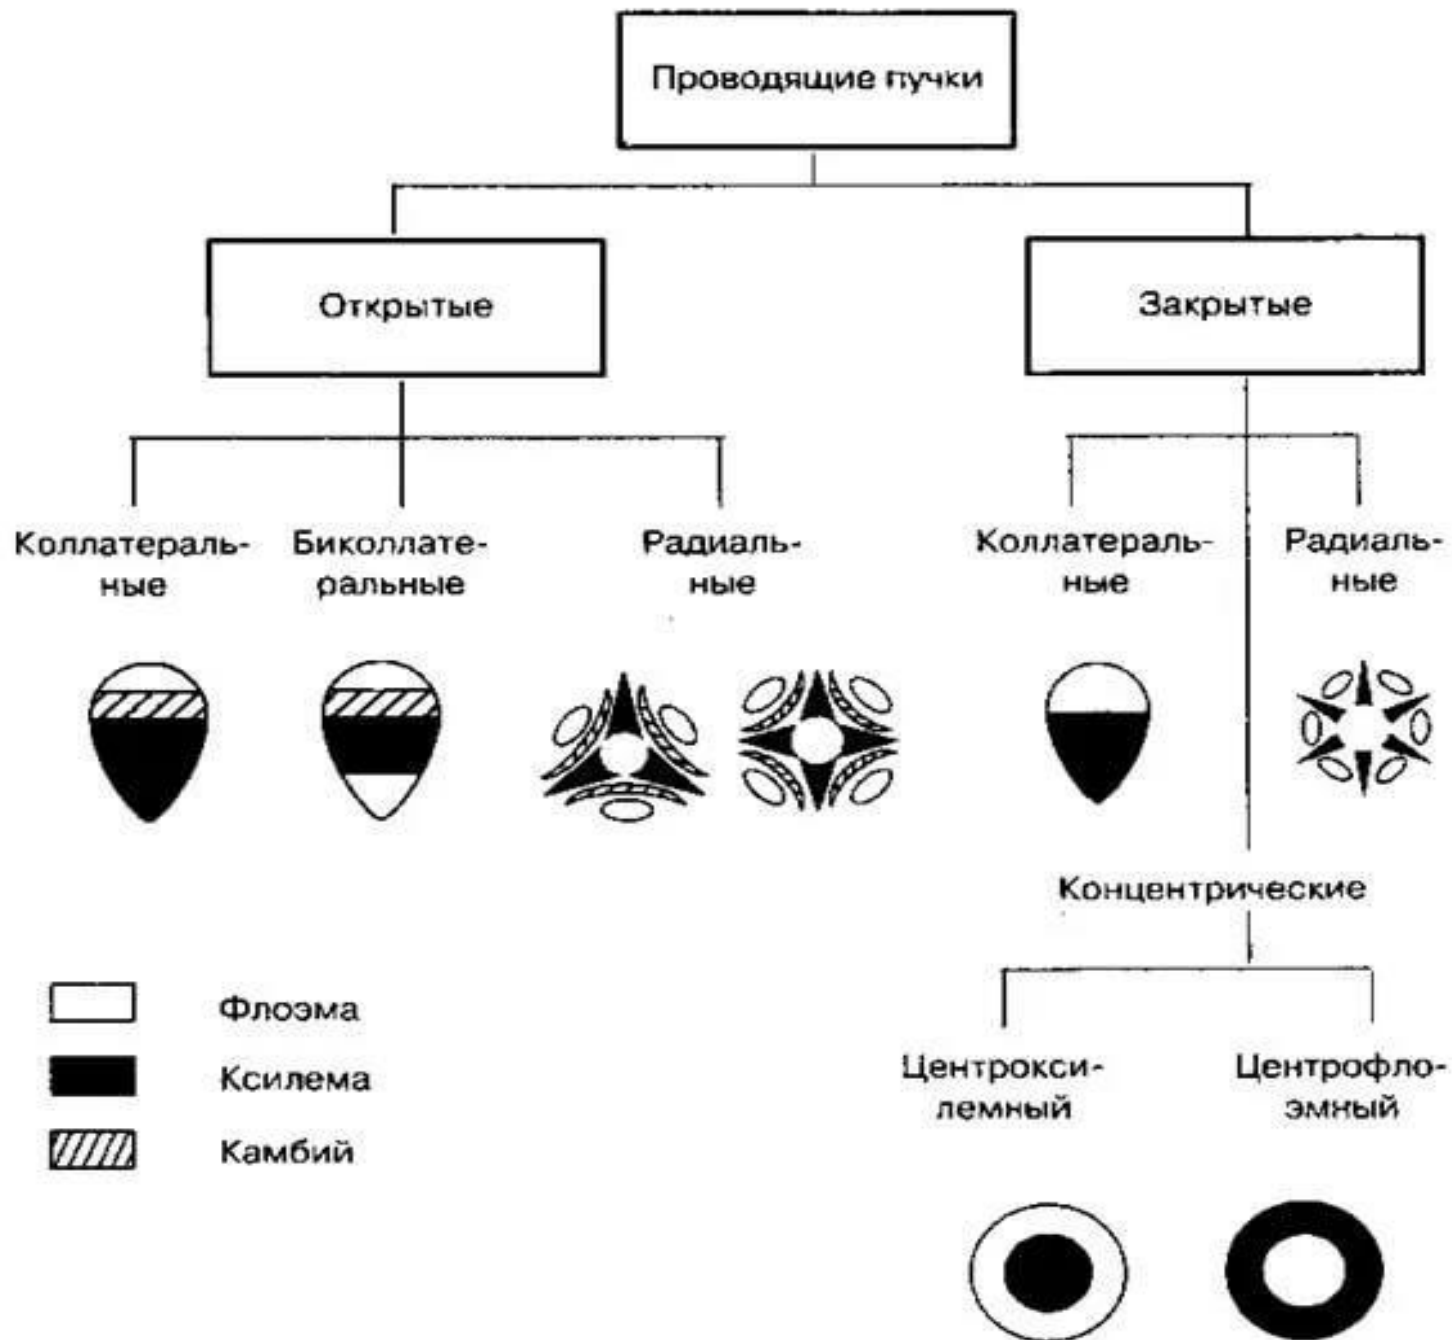 Проводящие пучки
Открытые
Закрытые
Коллатераль-
ные
Биколлате-
ральные
Радиаль-
ные
Коллатераль-
ные
Радиаль-
ные
Концентрические
Флоэма
Ксилема
Камбий
Центрокси-
лемный
Центрофло-
эмный